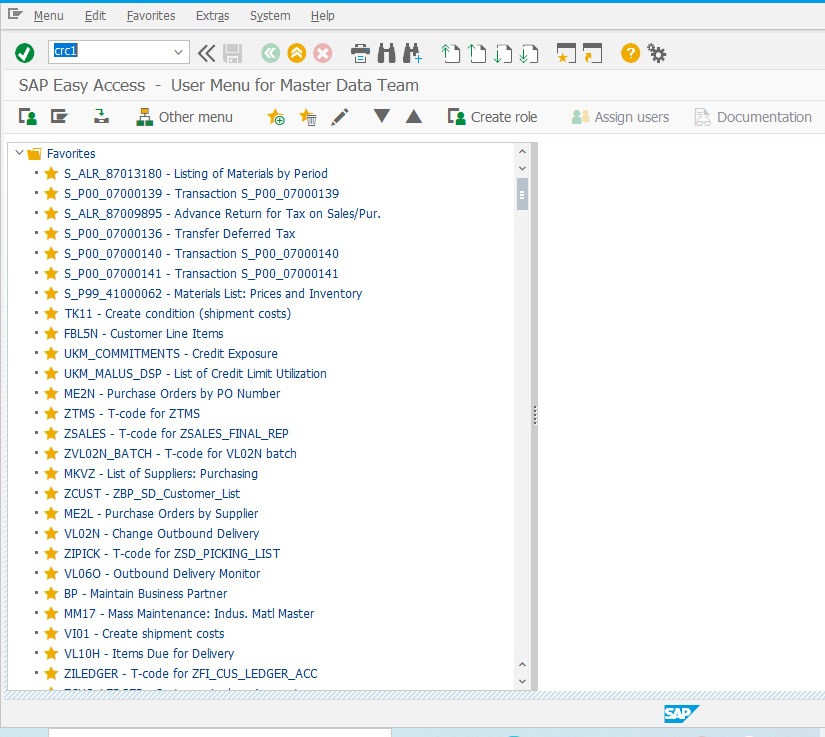 Menu Edit Favorites Extras System Help
crc1
SAP Easy Access - User Menu for Master Data Team
Other menu Create role Assign users Documentation
Favorites
S_ALR_87013180 - Listing of Materials by Period
S_P00_07000139 - Transaction S_P00_07000139
S_ALR_87009895 - Advance Return for Tax on Sales/Pur.
S_P00_07000136 - Transfer Deferred Tax
S_P00_07000140 - Transaction S_P00_07000140
S_P00_07000141 - Transaction S_P00_07000141
S_P99_41000062 - Materials List: Prices and Inventory
TK11 - Create condition (shipment costs)
FBL5N - Customer Line Items
UKM_COMMITMENTS - Credit Exposure
UKM_MALUS_DSP - List of Credit Limit Utilization
ME2N - Purchase Orders by PO Number
ZTMS - T-code for ZTMS
ZSALES - T-code for ZSALES_FINAL_REP
ZVL02N_BATCH - T-code for VL02N batch
MKVZ - List of Suppliers: Purchasing
ZCUST - ZBP_SD_Customer_List
ME2L - Purchase Orders by Supplier
VL02N - Change Outbound Delivery
ZIPICK - T-code for ZSD_PICKING_LIST
VL06O - Outbound Delivery Monitor
BP - Maintain Business Partner
MM17 - Mass Maintenance: Indus. Matl Master
VI01 - Create shipment costs
VL10H - Items Due for Delivery
ZILEDGER - T-code for ZFI_CUS_LEDGER_ACC
SAP